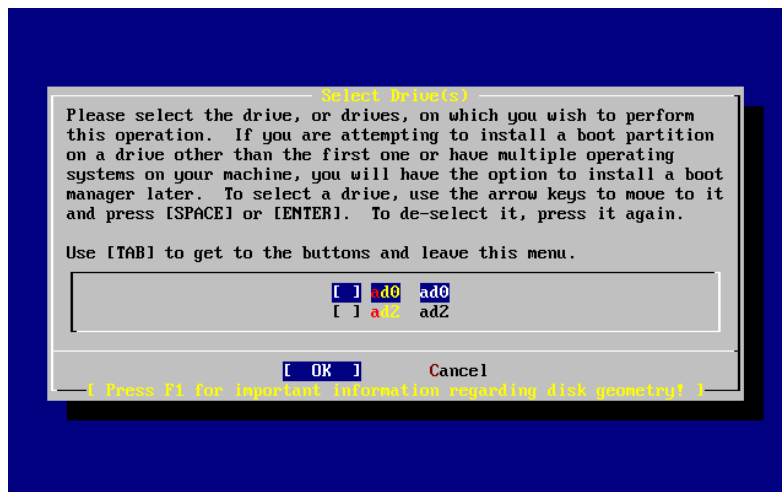 Select Drive(s)
Please select the drive, or drives, on which you wish to perform
this operation.  If you are attempting to install a boot partition
on a drive other than the first one or have multiple operating
systems on your machine, you will have the option to install a boot
manager later.  To select a drive, use the arrow keys to move to it
and press [SPACE] or [ENTER].  To de-select it, press it again.
Use [TAB] to get to the buttons and leave this menu.
[ ] ad0  ad0
[ ] ad2  ad2
[  OK  ]  Cancel
[ Press F1 for important information regarding disk geometry! ]